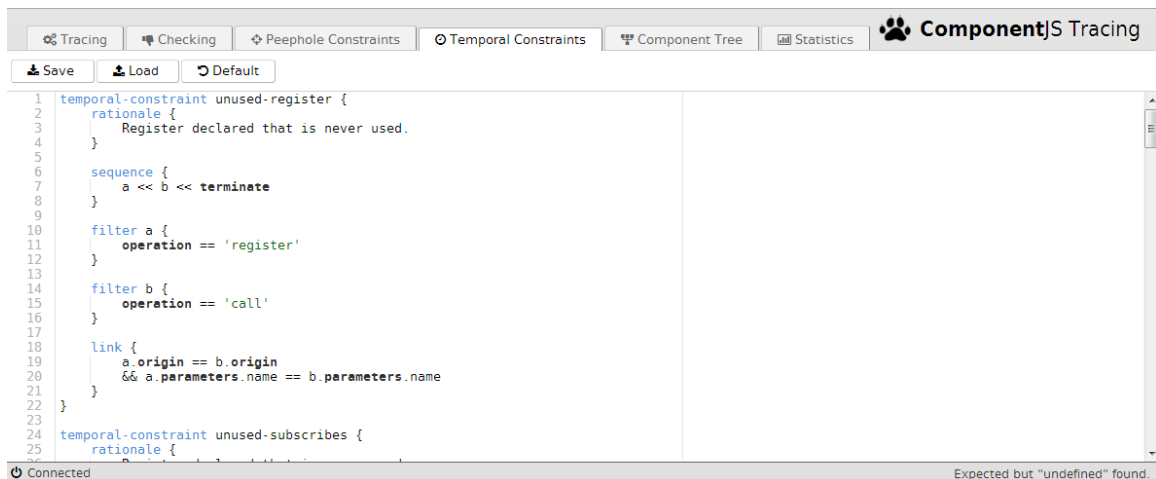 Tracing Checking Peephole Constraints Temporal Constraints Component Tree Statistics ComponentJS Tracing
Save Load Default
1 temporal-constraint unused-register {
2 rationale {
3 Register declared that is never used.
4 }
5
6 sequence {
7 a << b << terminate
8 }
9
10 filter a {
11 operation == 'register'
12 }
13
14 filter b {
15 operation == 'call'
16 }
17
18 link {
19 a.origin == b.origin
20 && a.parameters.name == b.parameters.name
21 }
22 }
23
24 temporal-constraint unused-subscribes {
25 rationale {
Connected Expected but "undefined" found.